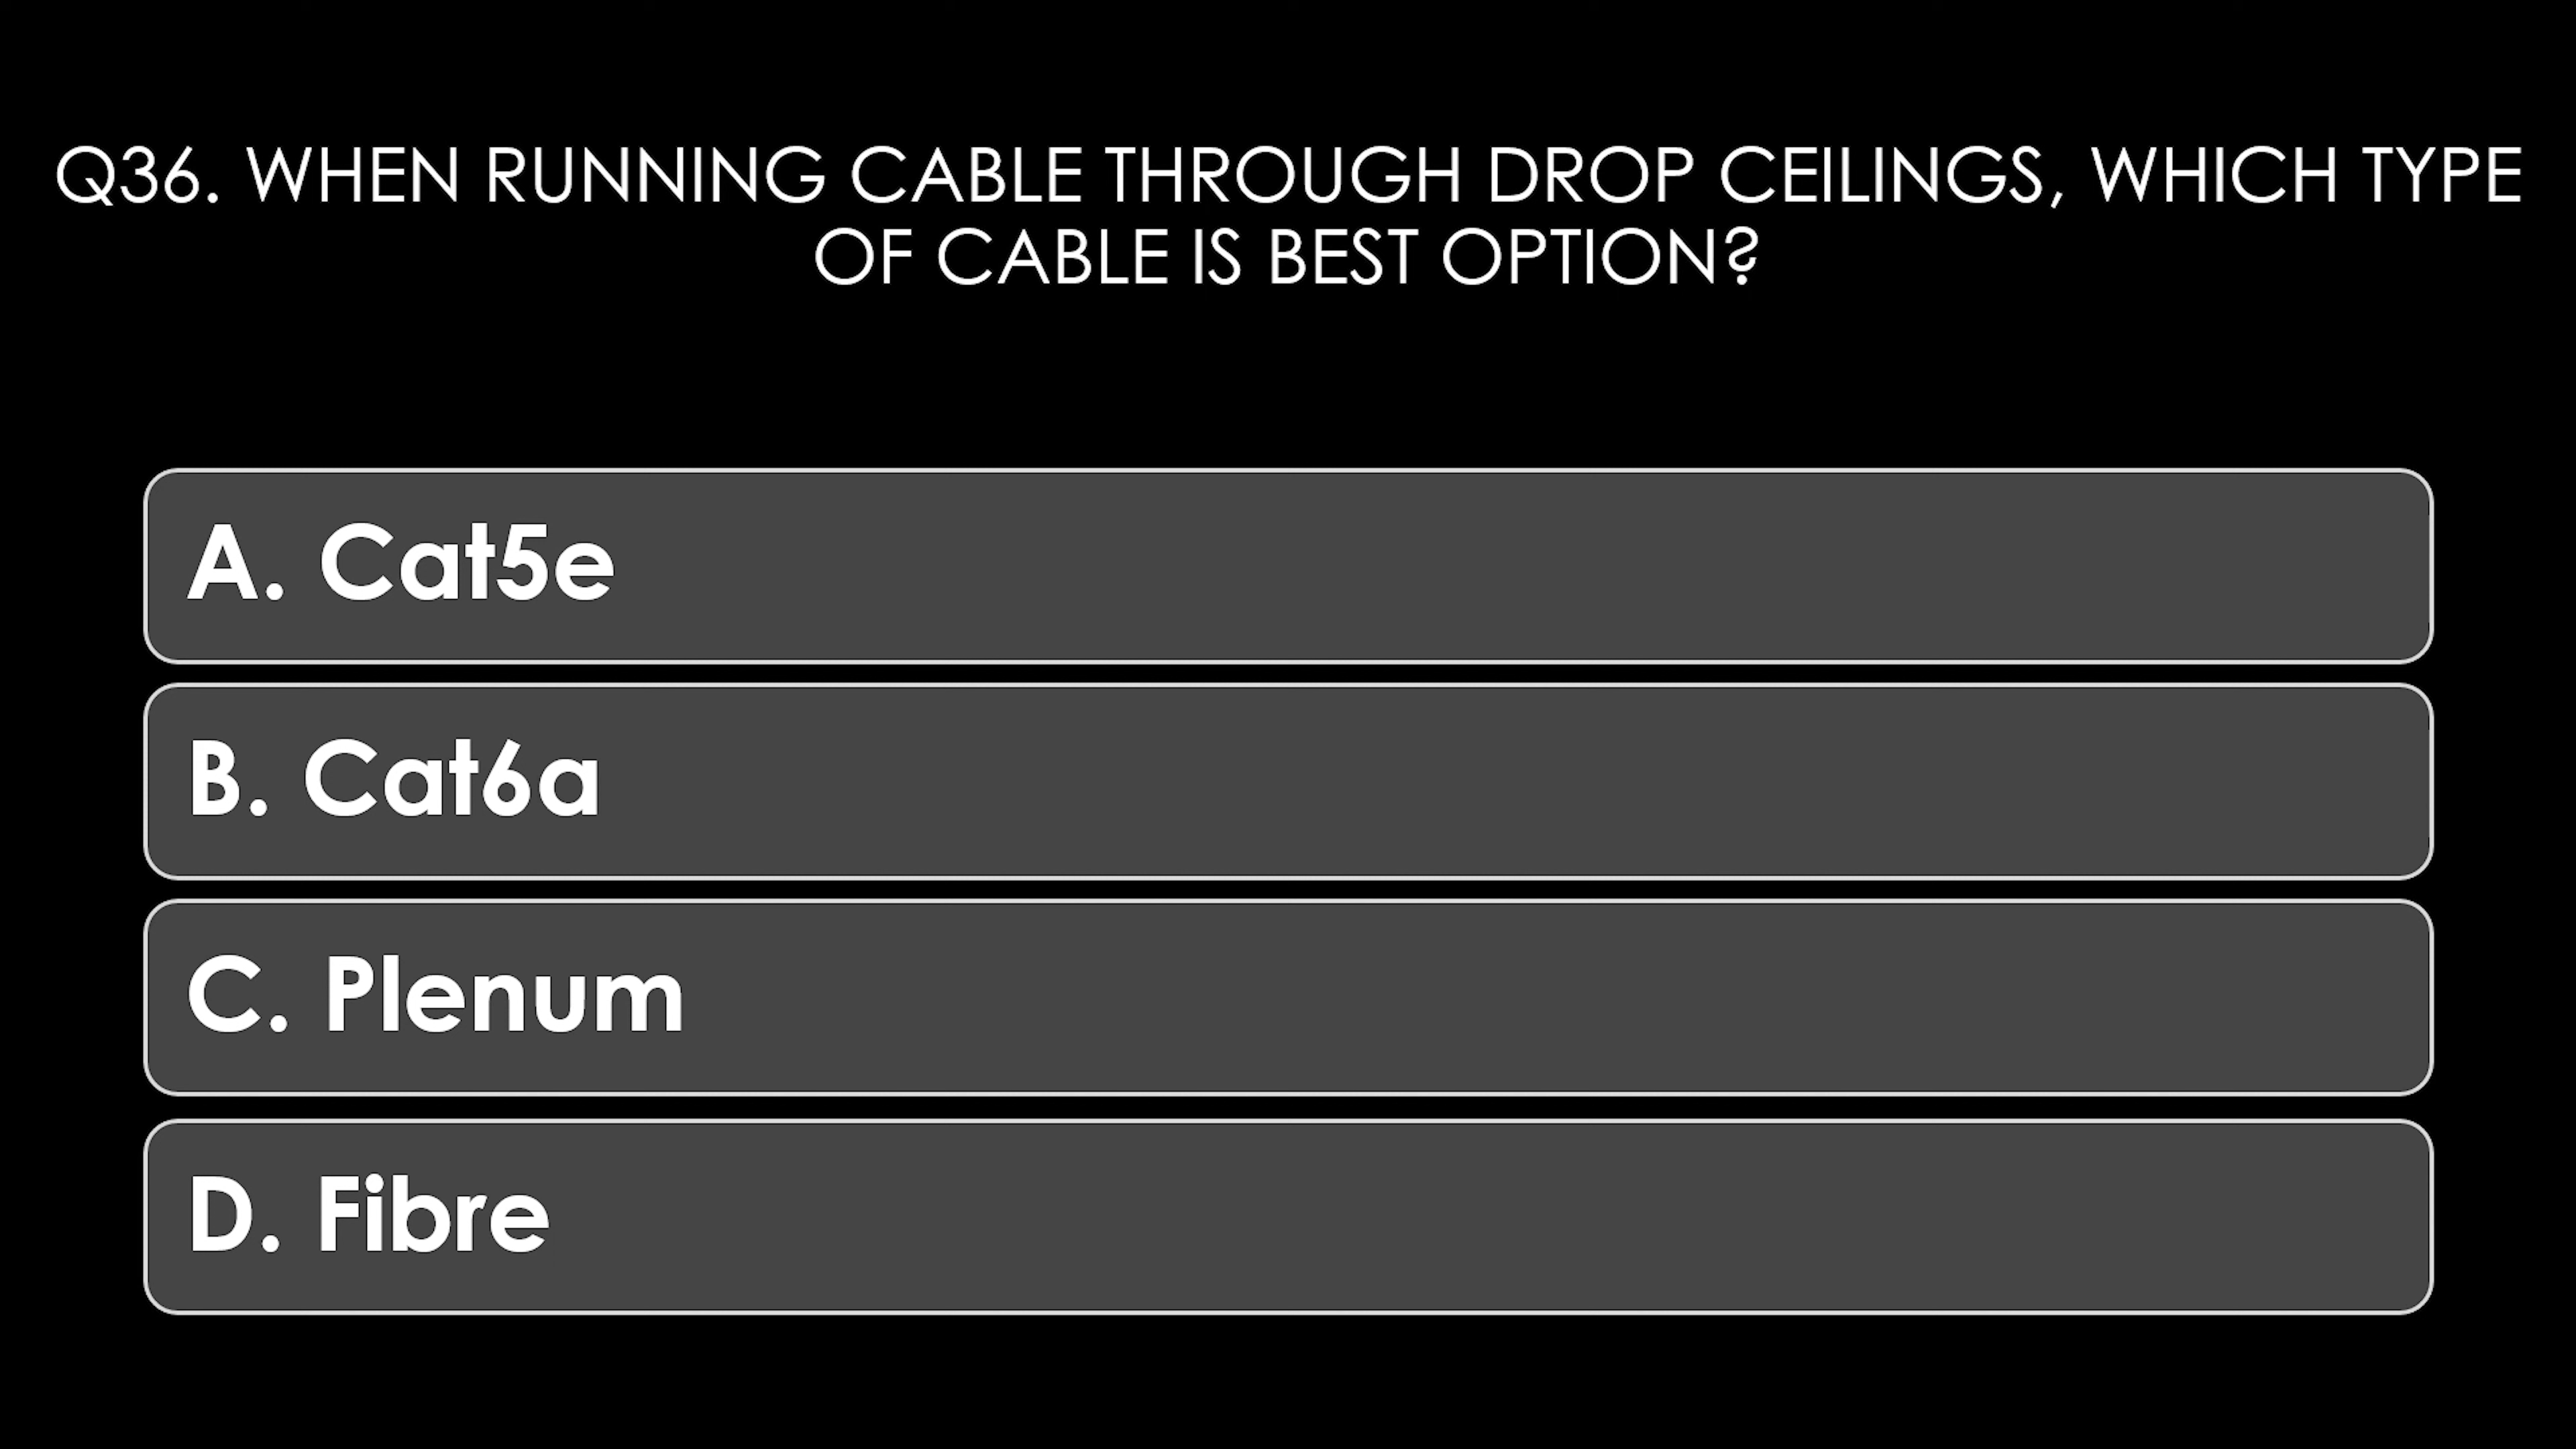 Q36. WHEN RUNNING CABLE THROUGH DROP CEILINGS, WHICH TYPE
OF CABLE IS BEST OPTION?
A. Cat5e
B. Cat6a
C. Plenum
D. Fibre